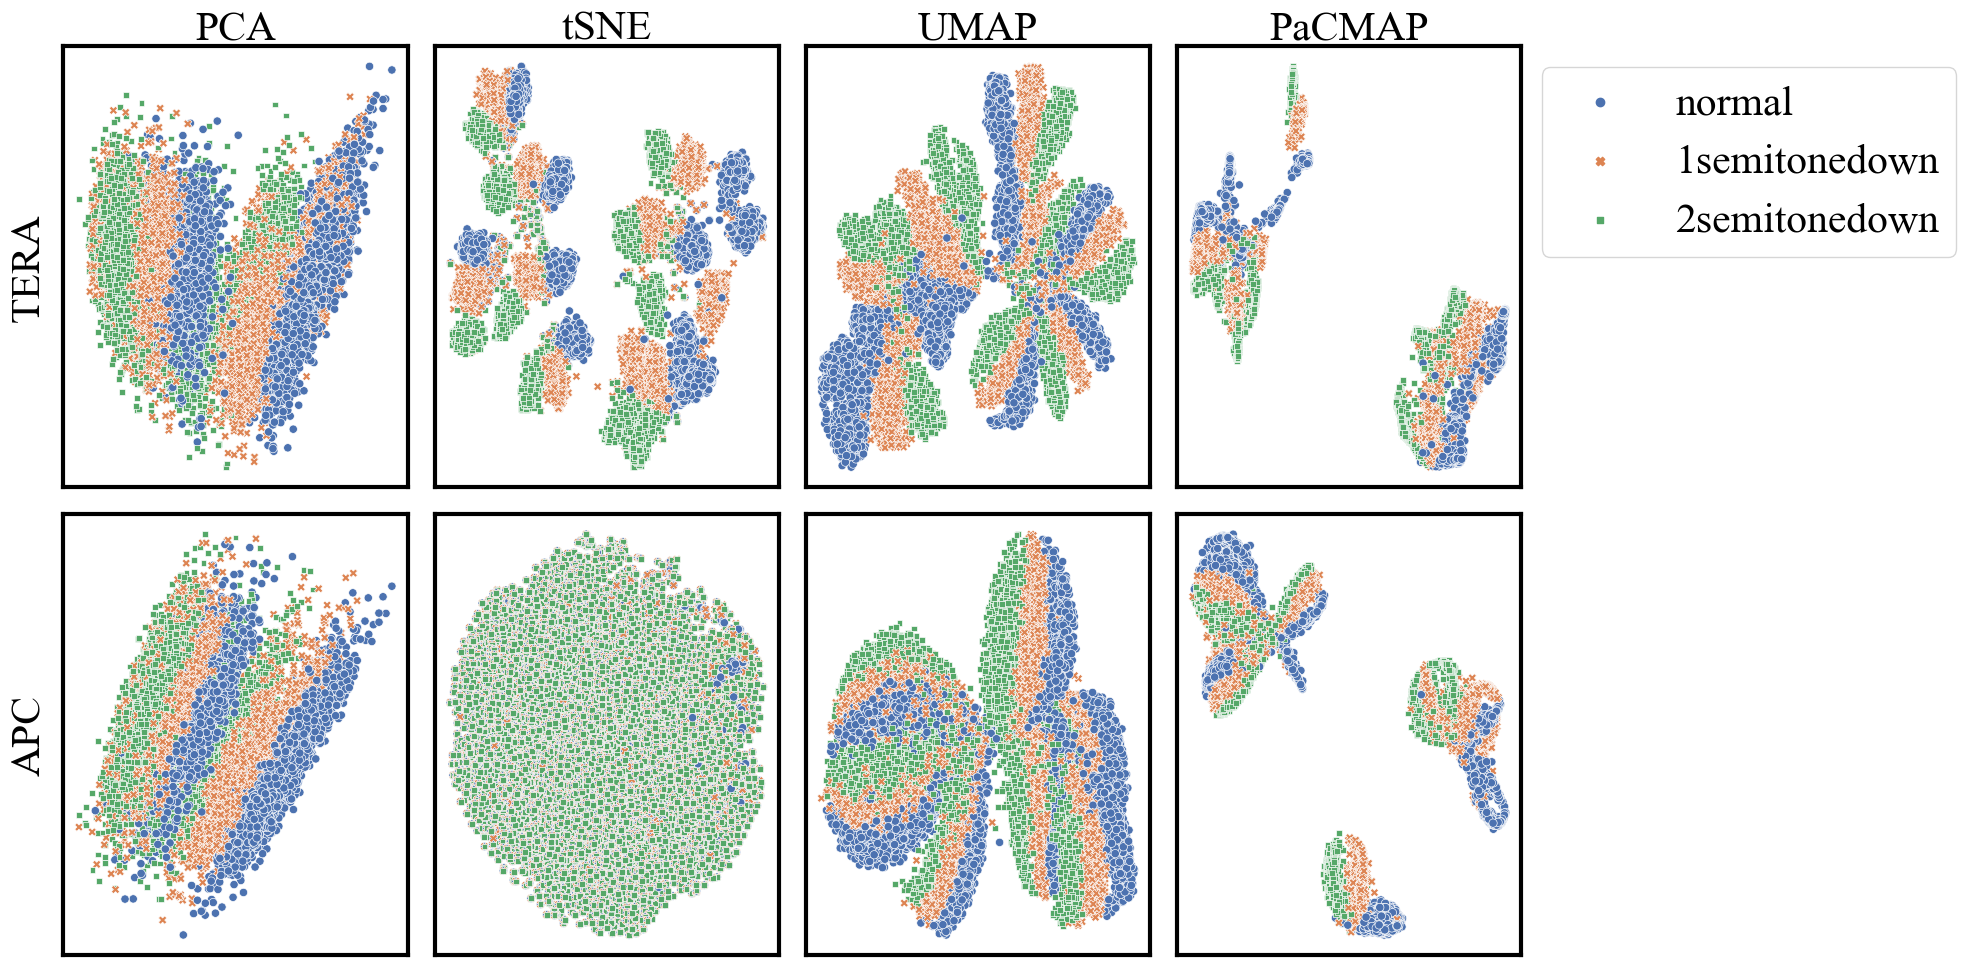 PCA
tSNE
UMAP
PaCMAP
TERA
APC
normal
1semitonedown
2semitonedown